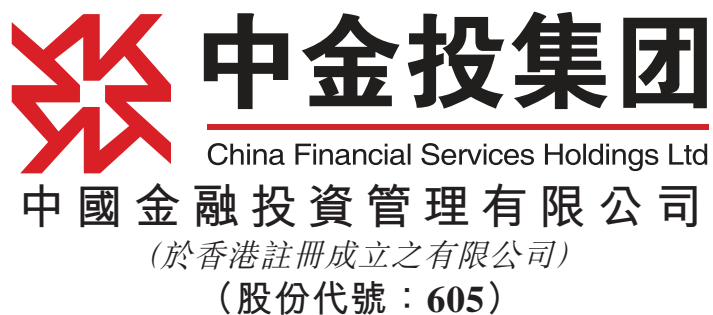 中金投集团
China Financial Services Holdings Ltd
中國金融投資管理有限公司
(於香港註冊成立之有限公司)
（股份代號：605）